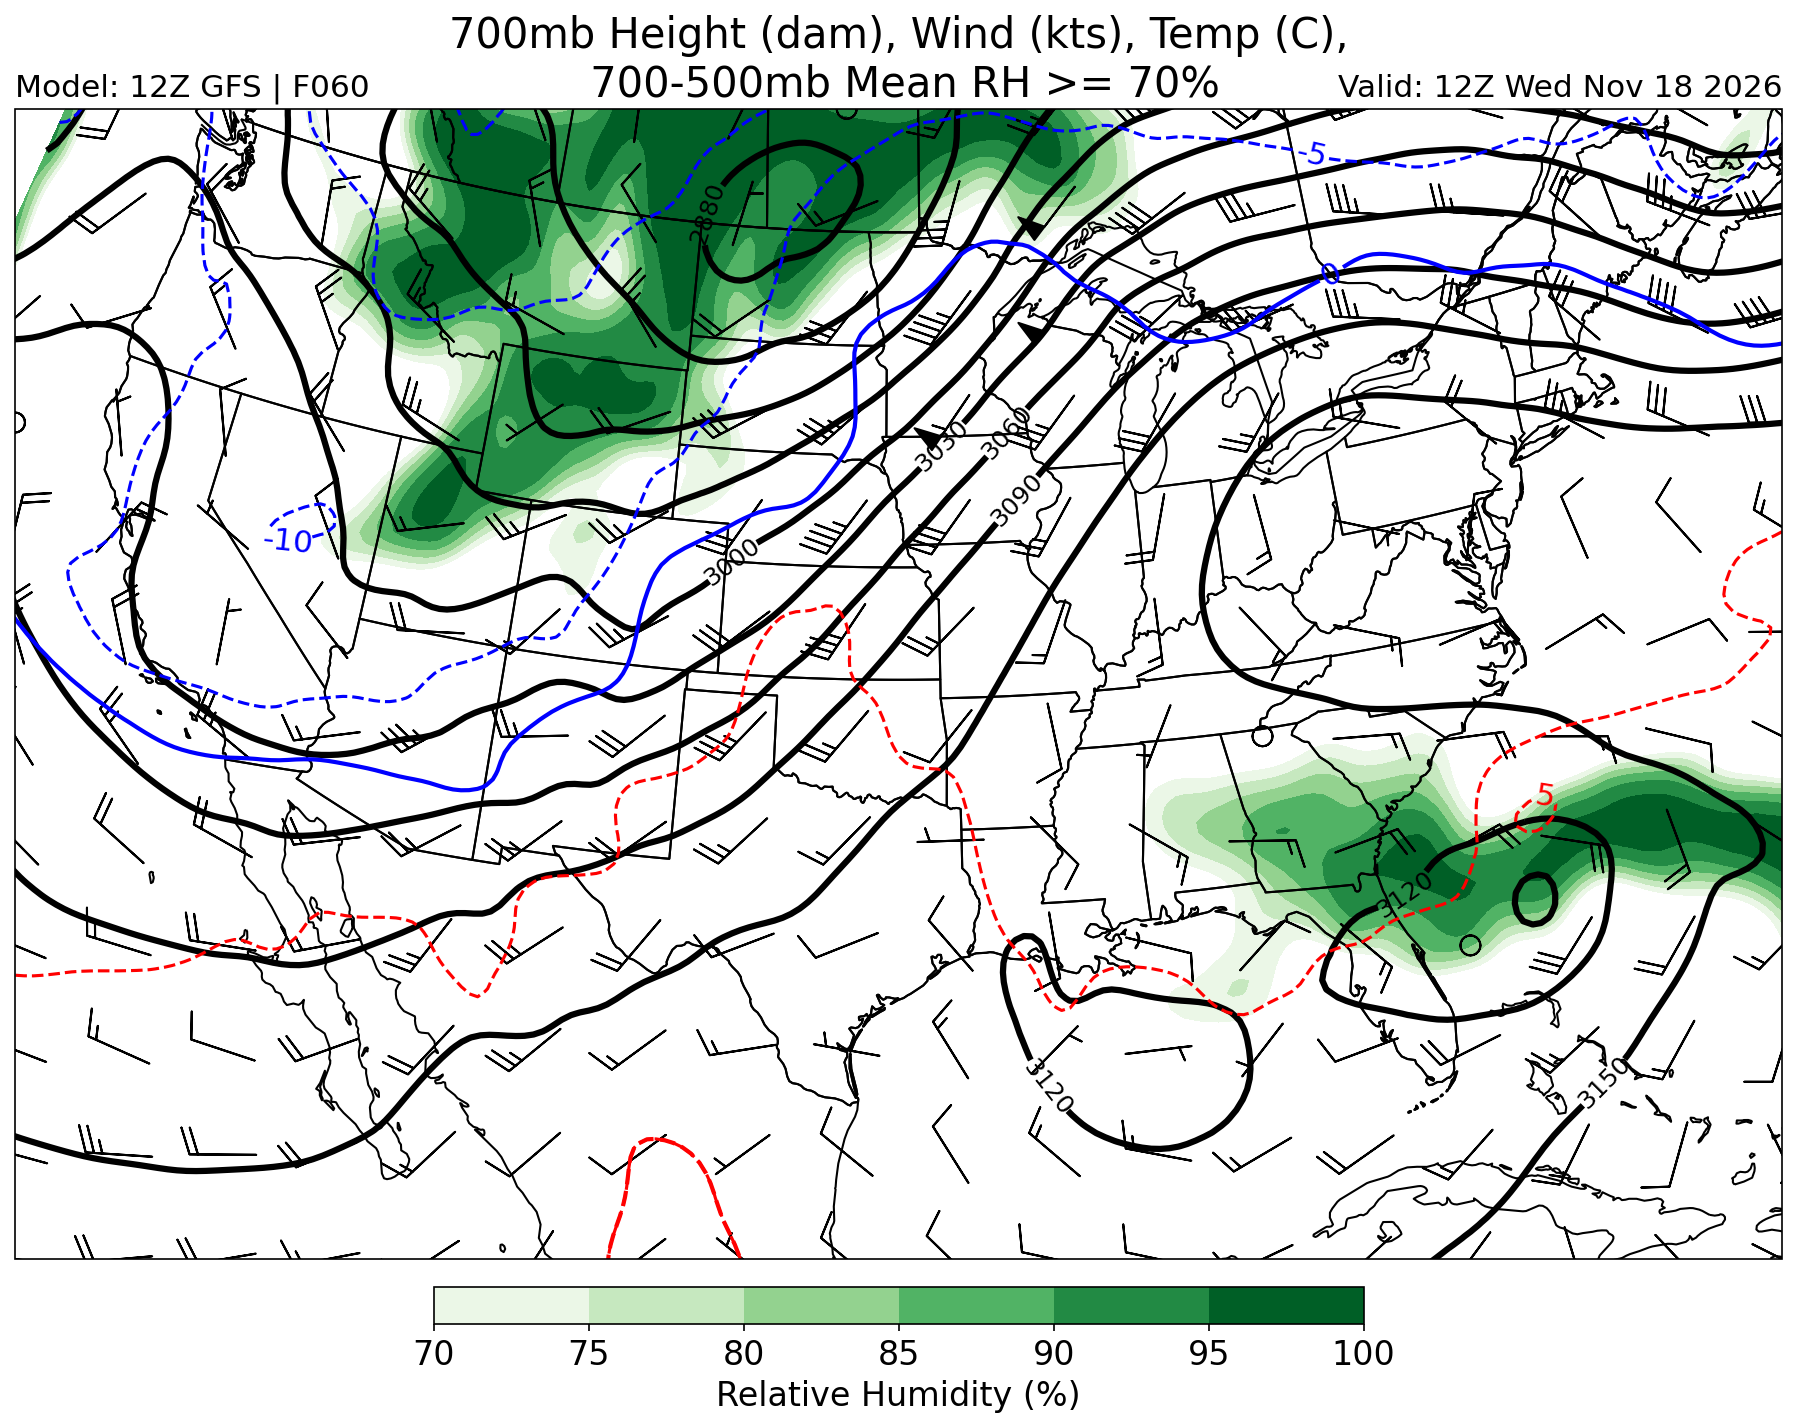 700mb Height (dam), Wind (kts), Temp (C),
700-500mb Mean RH >= 70%
Model: 12Z GFS | F060
Valid: 12Z Wed Nov 18 2026
-5
2880
0
3030
3060
3090
-10
3000
5
3120
3120
3150
70 75 80 85 90 95 100
Relative Humidity (%)